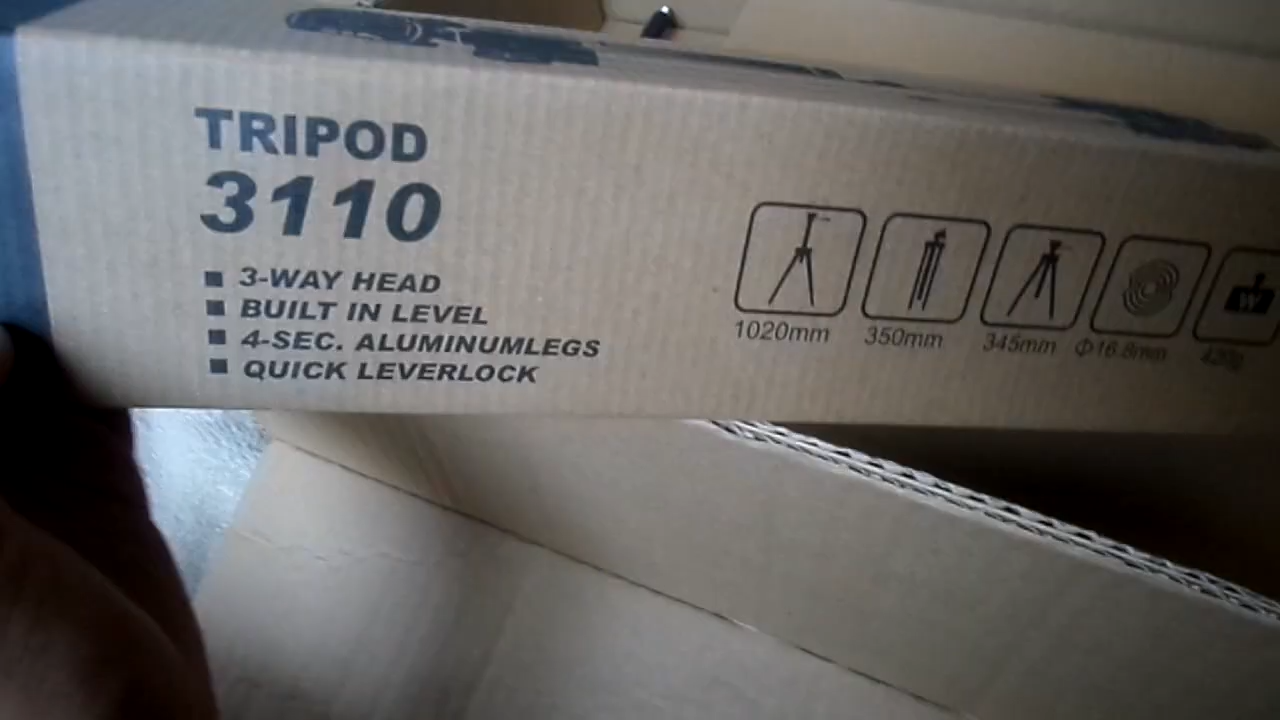 TRIPOD
3110
3-WAY HEAD
BUILT IN LEVEL
4-SEC. ALUMINUMLEGS
QUICK LEVERLOCK
1020mm
350mm
345mm
Φ16.8mm
W